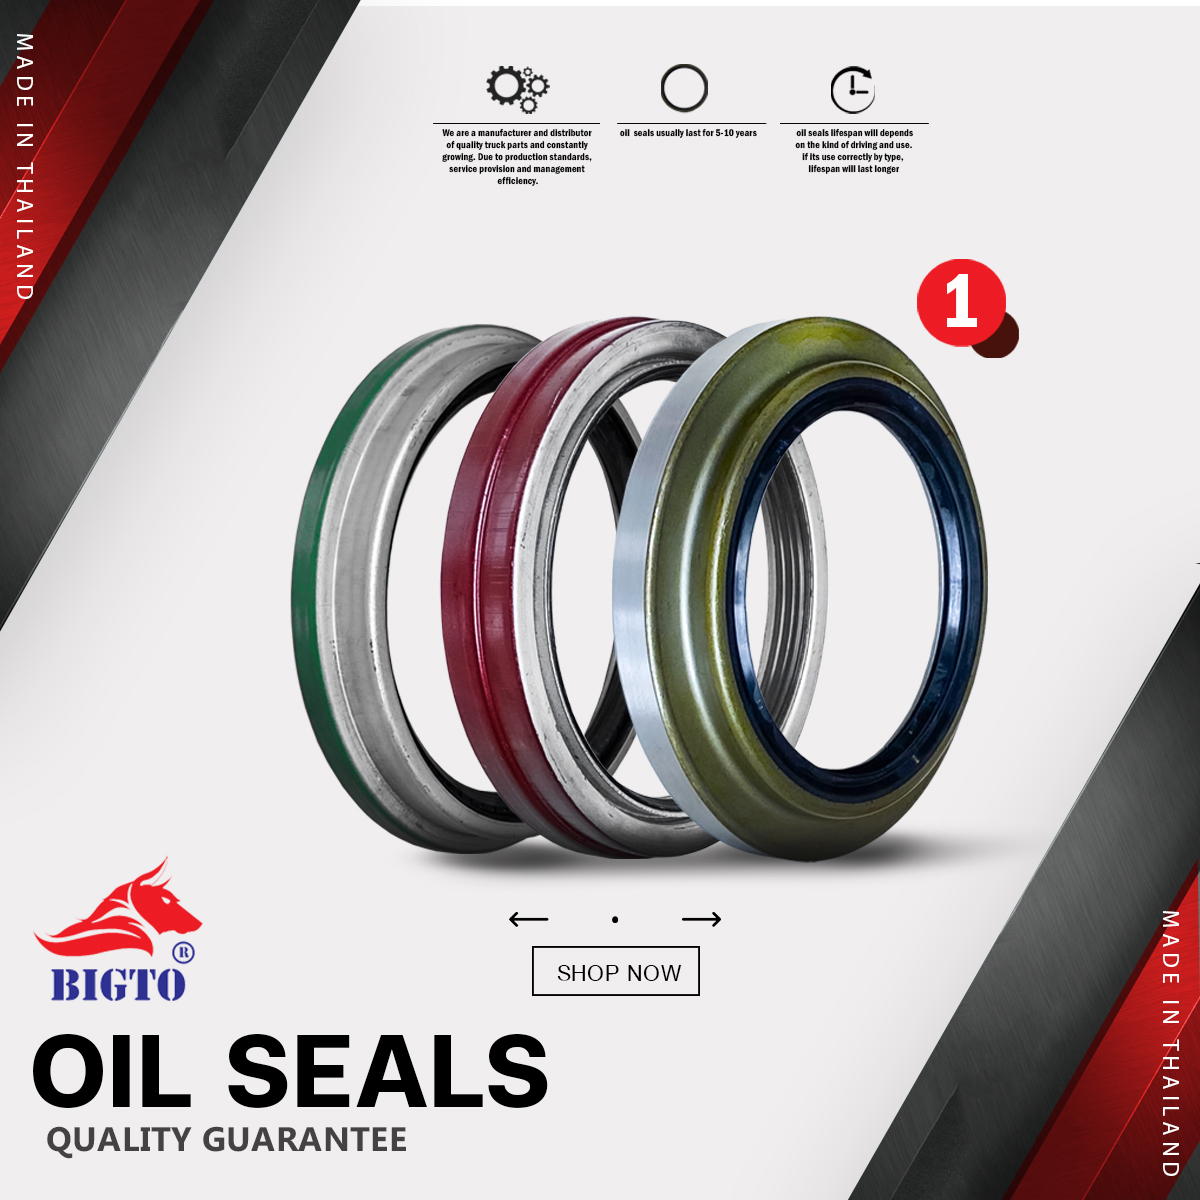 MADE IN THAILAND
We are a manufacturer and distributor
of quality truck parts and constantly
growing. Due to production standards,
service provision and management
efficiency.
oil seals usually last for 5-10 years
oil seals lifespan will depends
on the kind of driving and use.
if its use correctly by type,
lifespan will last longer
1
SHOP NOW
®
BIGTO
OIL SEALS
QUALITY GUARANTEE
MADE IN THAILAND